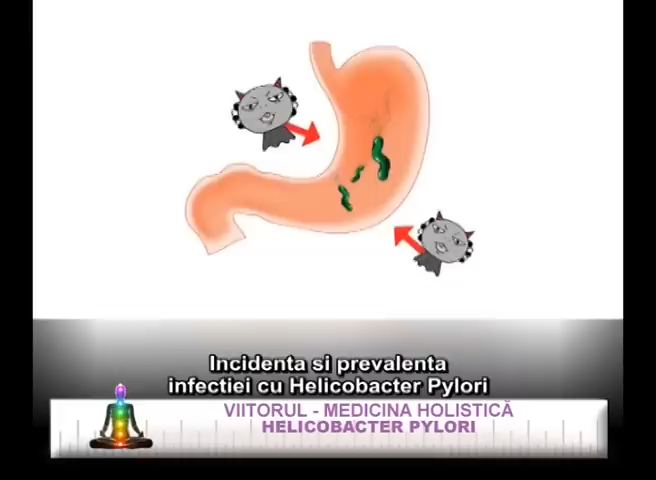 Incidenta si prevalenta
infectiei cu Helicobacter Pylori
VIITORUL - MEDICINA HOLISTICĂ
HELICOBACTER PYLORI